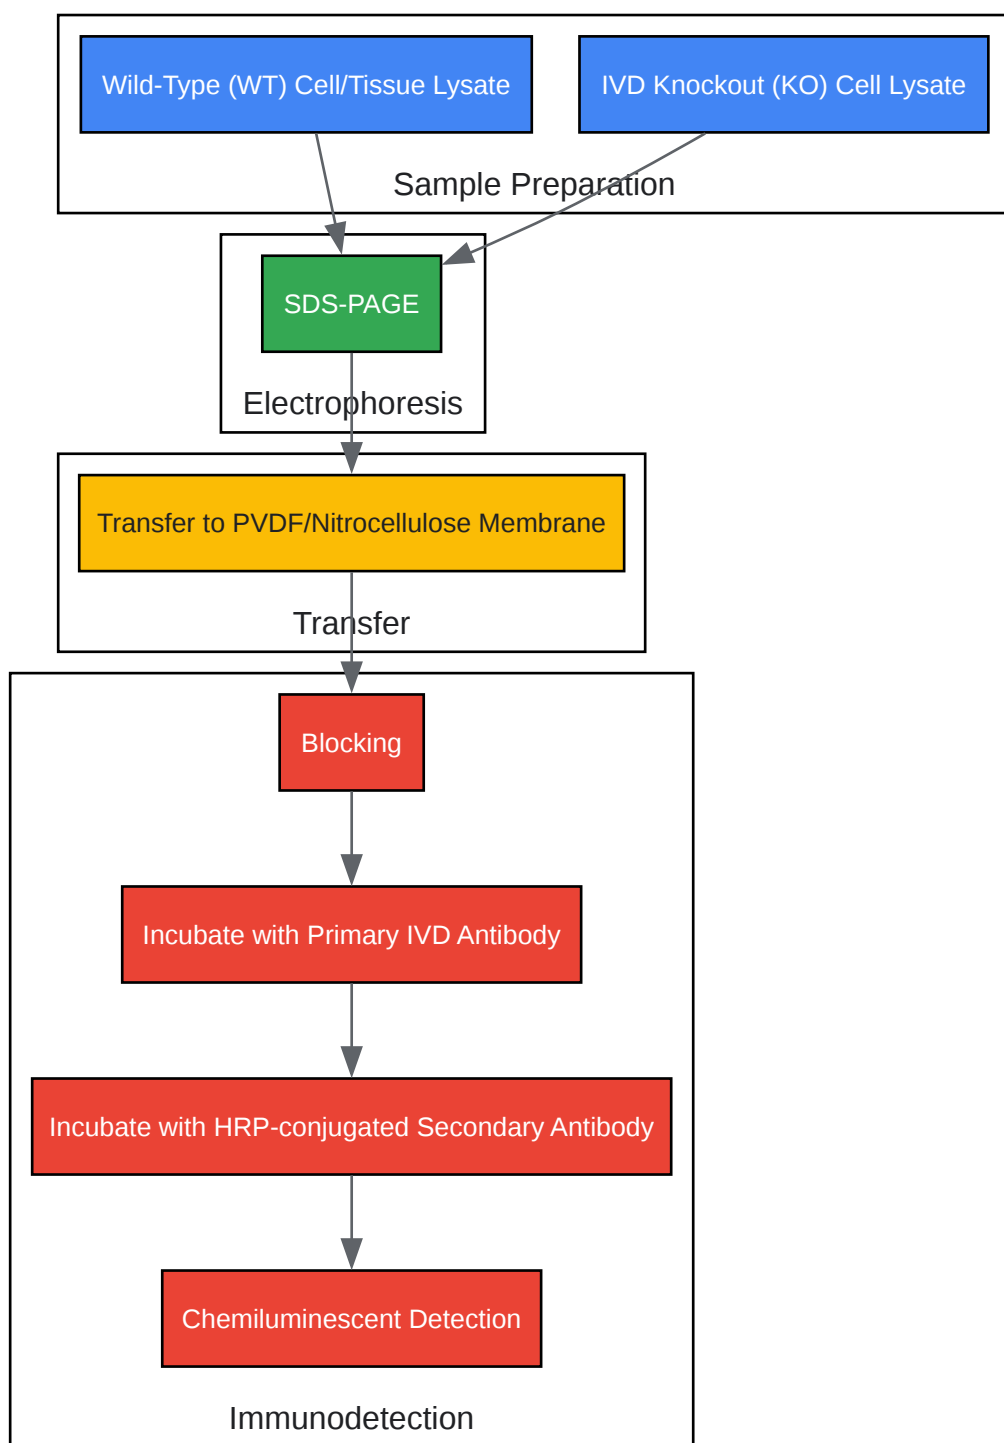 Wild-Type (WT) Cell/Tissue Lysate
IVD Knockout (KO) Cell Lysate
Sample Preparation
SDS-PAGE
Electrophoresis
Transfer to PVDF/Nitrocellulose Membrane
Transfer
Blocking
Incubate with Primary IVD Antibody
Incubate with HRP-conjugated Secondary Antibody
Chemiluminescent Detection
Immunodetection